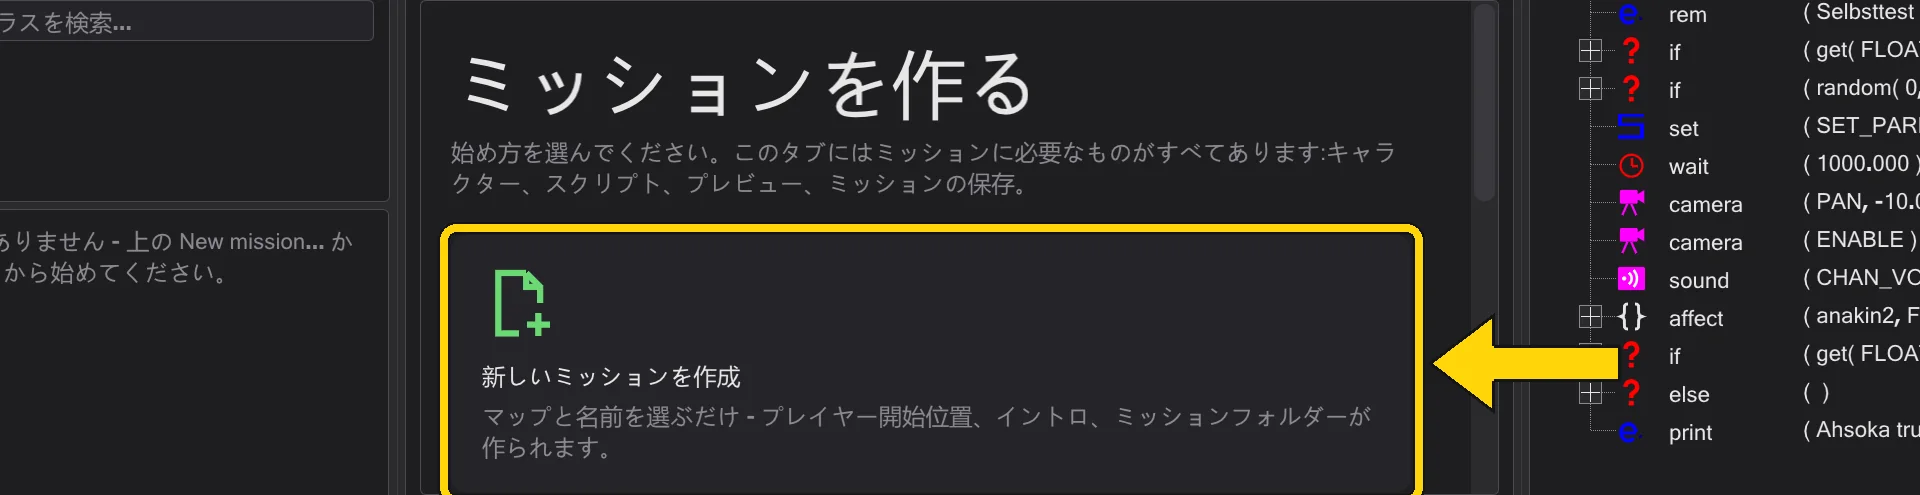 ラスを検索...
ありません - 上の New mission... か
から始めてください。
ミッションを作る
始め方を選んでください。このタブにはミッションに必要なものがすべてあります:キャラ
クター、スクリプト、プレビュー、ミッションの保存。
新しいミッションを作成
マップと名前を選ぶだけ - プレイヤー開始位置、イントロ、ミッションフォルダーが
作られます。
rem ( Selbsttest
if ( get( FLOA
if ( random( 0,
set ( SET_PAR
wait ( 1000.000 )
camera ( PAN, -10.0
camera ( ENABLE )
sound ( CHAN_VO
affect ( anakin2, F
if ( get( FLOA
else ( )
print ( Ahsoka tru